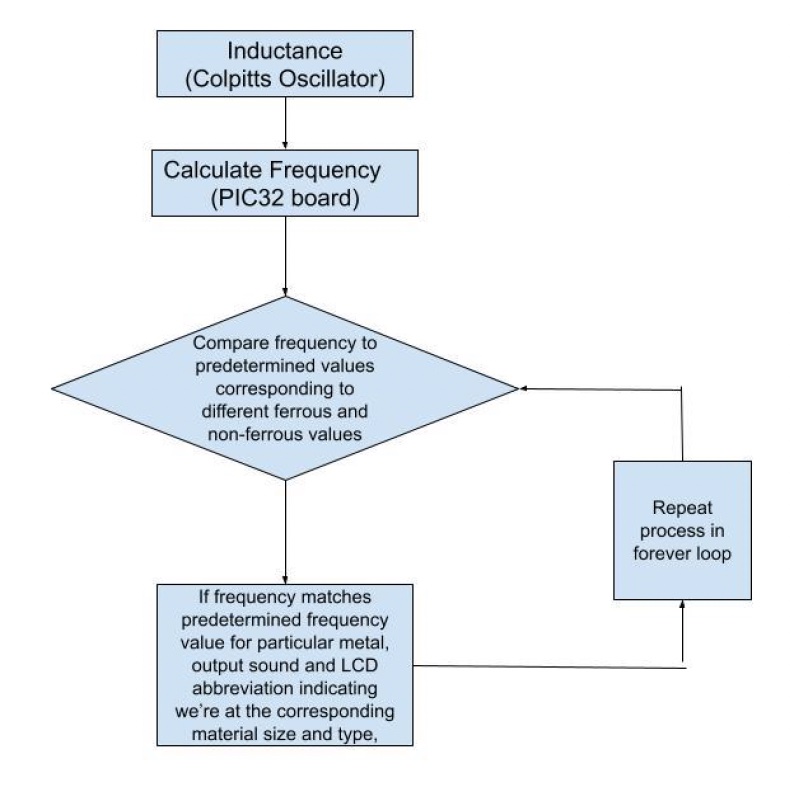 Inductance
(Colpitts Oscillator)
Calculate Frequency
(PIC32 board)
Compare frequency to
predetermined values
corresponding to
different ferrous and
non-ferrous values
If frequency matches
predetermined frequency
value for particular metal,
output sound and LCD
abbreviation indicating
we're at the corresponding
material size and type,
Repeat
process in
forever loop